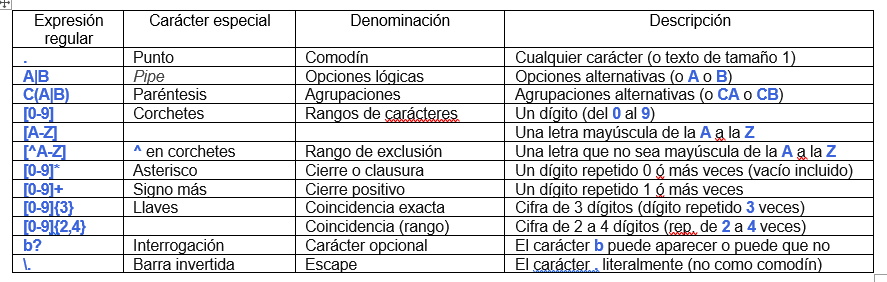 Expresión regular Carácter especial Denominación Descripción
. Punto Comodín Cualquier carácter (o texto de tamaño 1)
A|B Pipe Opciones lógicas Opciones alternativas (o A o B)
C(A|B) Paréntesis Agrupaciones Agrupaciones alternativas (o CA o CB)
[0-9] Corchetes Rangos de carácteres Un dígito (del 0 al 9)
[A-Z] Una letra mayúscula de la A a la Z
[^A-Z] ^ en corchetes Rango de exclusión Una letra que no sea mayúscula de la A a la Z
[0-9]* Asterisco Cierre o clausura Un dígito repetido 0 ó más veces (vacío incluido)
[0-9]+ Signo más Cierre positivo Un dígito repetido 1 ó más veces
[0-9]{3} Llaves Coincidencia exacta Cifra de 3 dígitos (dígito repetido 3 veces)
[0-9]{2,4} Coincidencia (rango) Cifra de 2 a 4 dígitos (rep. de 2 a 4 veces)
b? Interrogación Carácter opcional El carácter b puede aparecer o puede que no
\. Barra invertida Escape El carácter . literalmente (no como comodín)